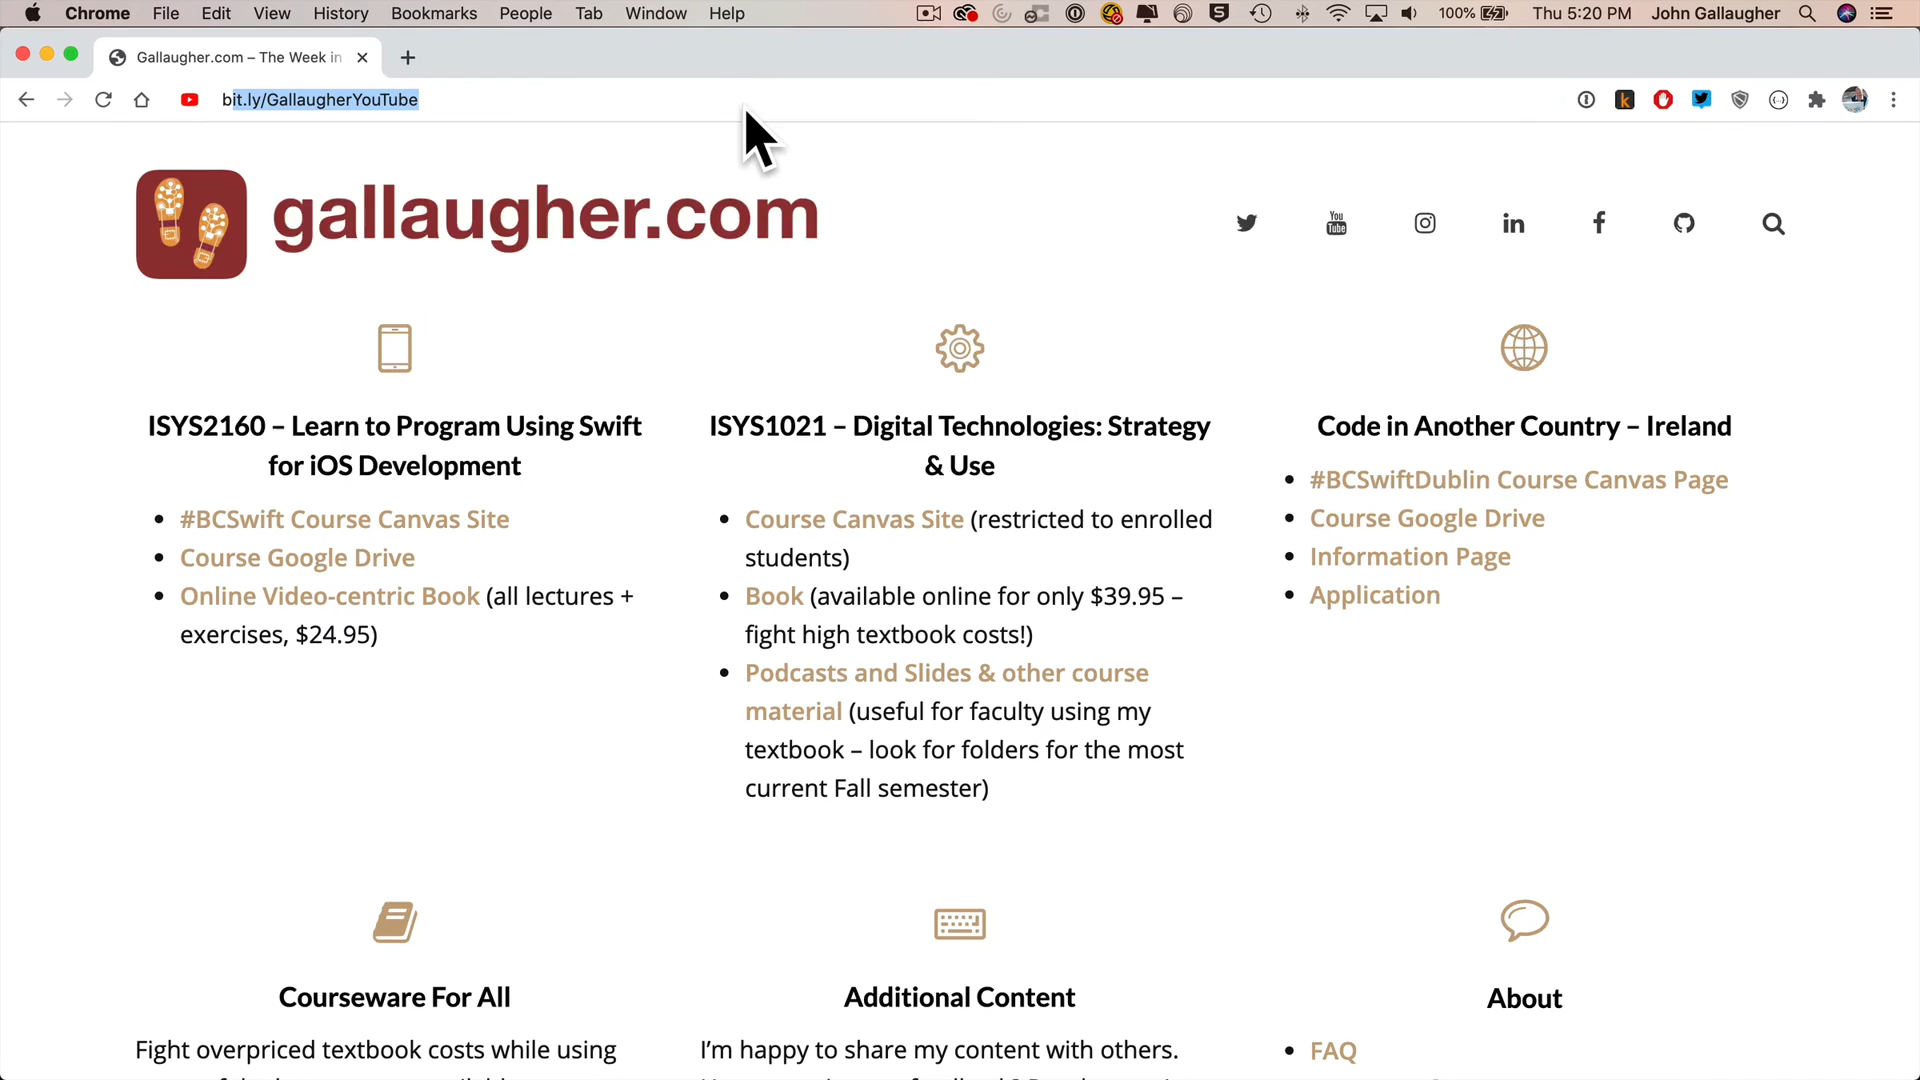 Chrome File Edit View History Bookmarks People Tab Window Help 100% Thu 5:20 PM John Gallaugher
Gallaugher.com – The Week in
bit.ly/GallaugherYouTube
gallaugher.com
You Tube
ISYS2160 – Learn to Program Using Swift
for iOS Development
• #BCSwift Course Canvas Site
• Course Google Drive
• Online Video-centric Book (all lectures +
exercises, $24.95)
ISYS1021 – Digital Technologies: Strategy
& Use
• Course Canvas Site (restricted to enrolled
students)
• Book (available online for only $39.95 –
fight high textbook costs!)
• Podcasts and Slides & other course
material (useful for faculty using my
textbook – look for folders for the most
current Fall semester)
Code in Another Country – Ireland
• #BCSwiftDublin Course Canvas Page
• Course Google Drive
• Information Page
• Application
Courseware For All
Fight overpriced textbook costs while using
Additional Content
I'm happy to share my content with others.
About
• FAQ